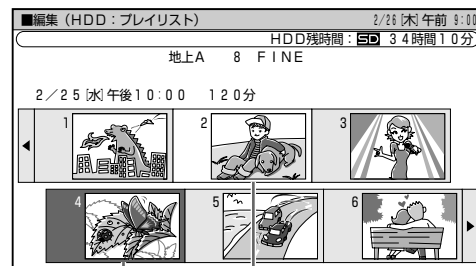 ■編集（HDD：プレイリスト） 2/26［木］午前 9:00
HDD残時間：SD 34時間10分
地上A 8 FINE
2／25［水］午後10:00 120分
1 2 3
4 5 6